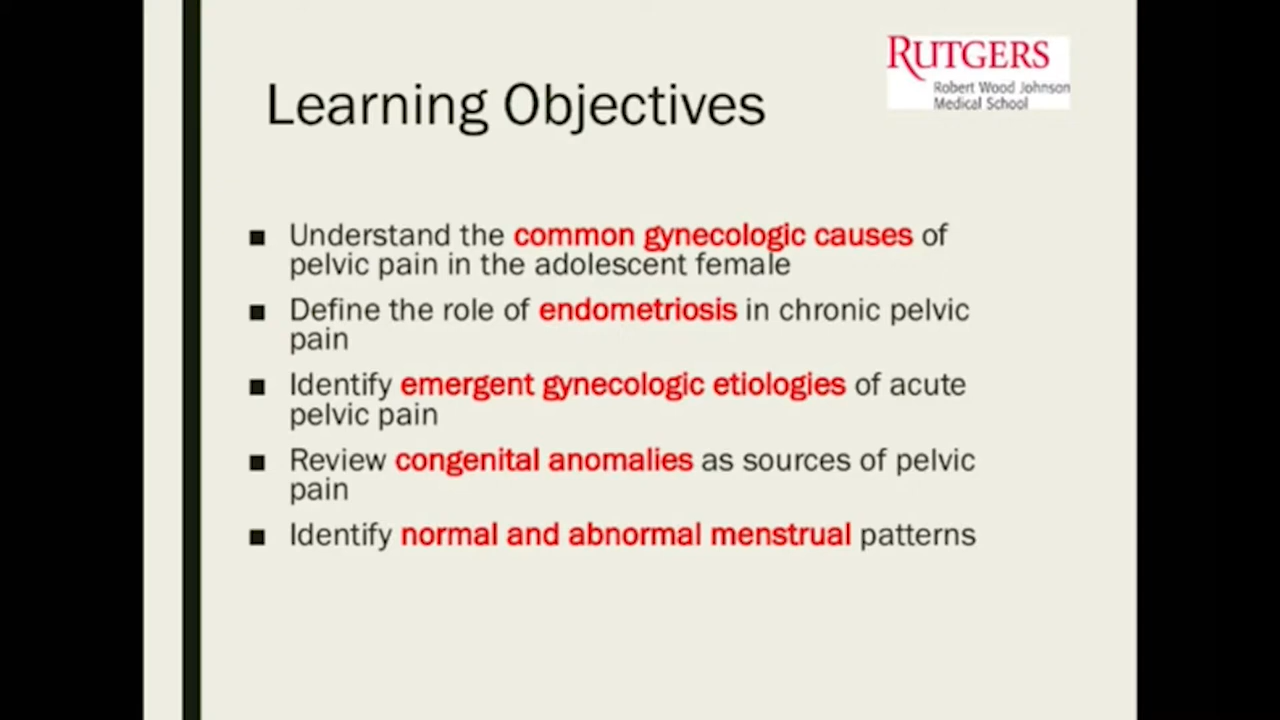 RUTGERS
Robert Wood Johnson
Medical School
Learning Objectives
■ Understand the common gynecologic causes of
pelvic pain in the adolescent female
■ Define the role of endometriosis in chronic pelvic
pain
■ Identify emergent gynecologic etiologies of acute
pelvic pain
■ Review congenital anomalies as sources of pelvic
pain
■ Identify normal and abnormal menstrual patterns